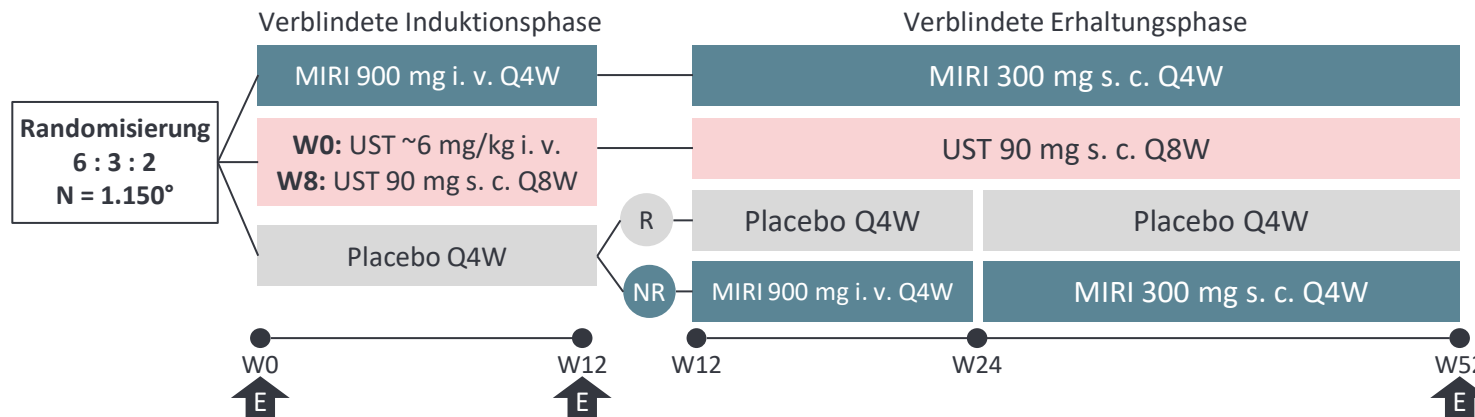 Verblindete Induktionsphase
Verblindete Erhaltungsphase
Randomisierung
6 : 3 : 2
N = 1.150°
MIRI 900 mg i. v. Q4W
MIRI 300 mg s. c. Q4W
W0: UST ~6 mg/kg i. v.
W8: UST 90 mg s. c. Q8W
UST 90 mg s. c. Q8W
Placebo Q4W
R
Placebo Q4W
Placebo Q4W
NR
MIRI 900 mg i. v. Q4W
MIRI 300 mg s. c. Q4W
W0
W12
W12
W24
W52
E
E
E